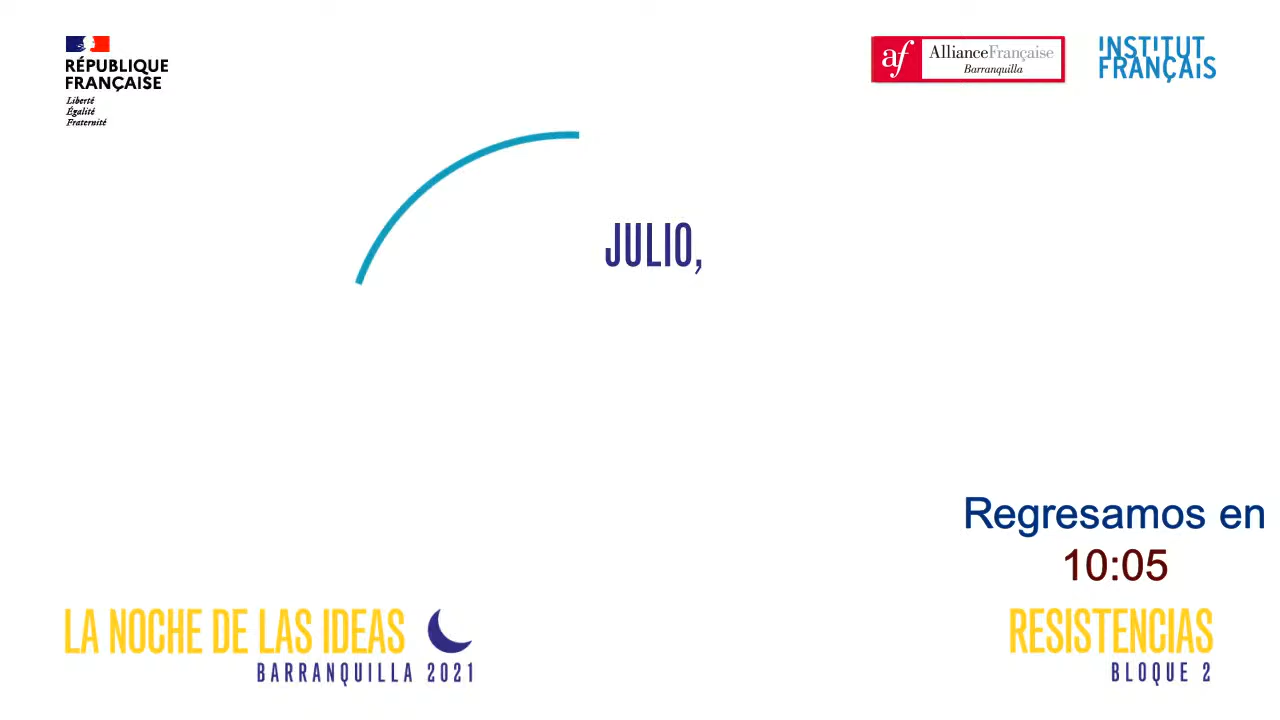 RÉPUBLIQUE
FRANÇAISE
Liberté
Égalité
Fraternité
af
AllianceFrançaise
Barranquilla
INSTITUT
FRANÇAIS
JULIO,
Regresamos en
10:05
LA NOCHE DE LAS IDEAS
BARRANQUILLA 2021
RESISTENCIAS
BLOQUE 2